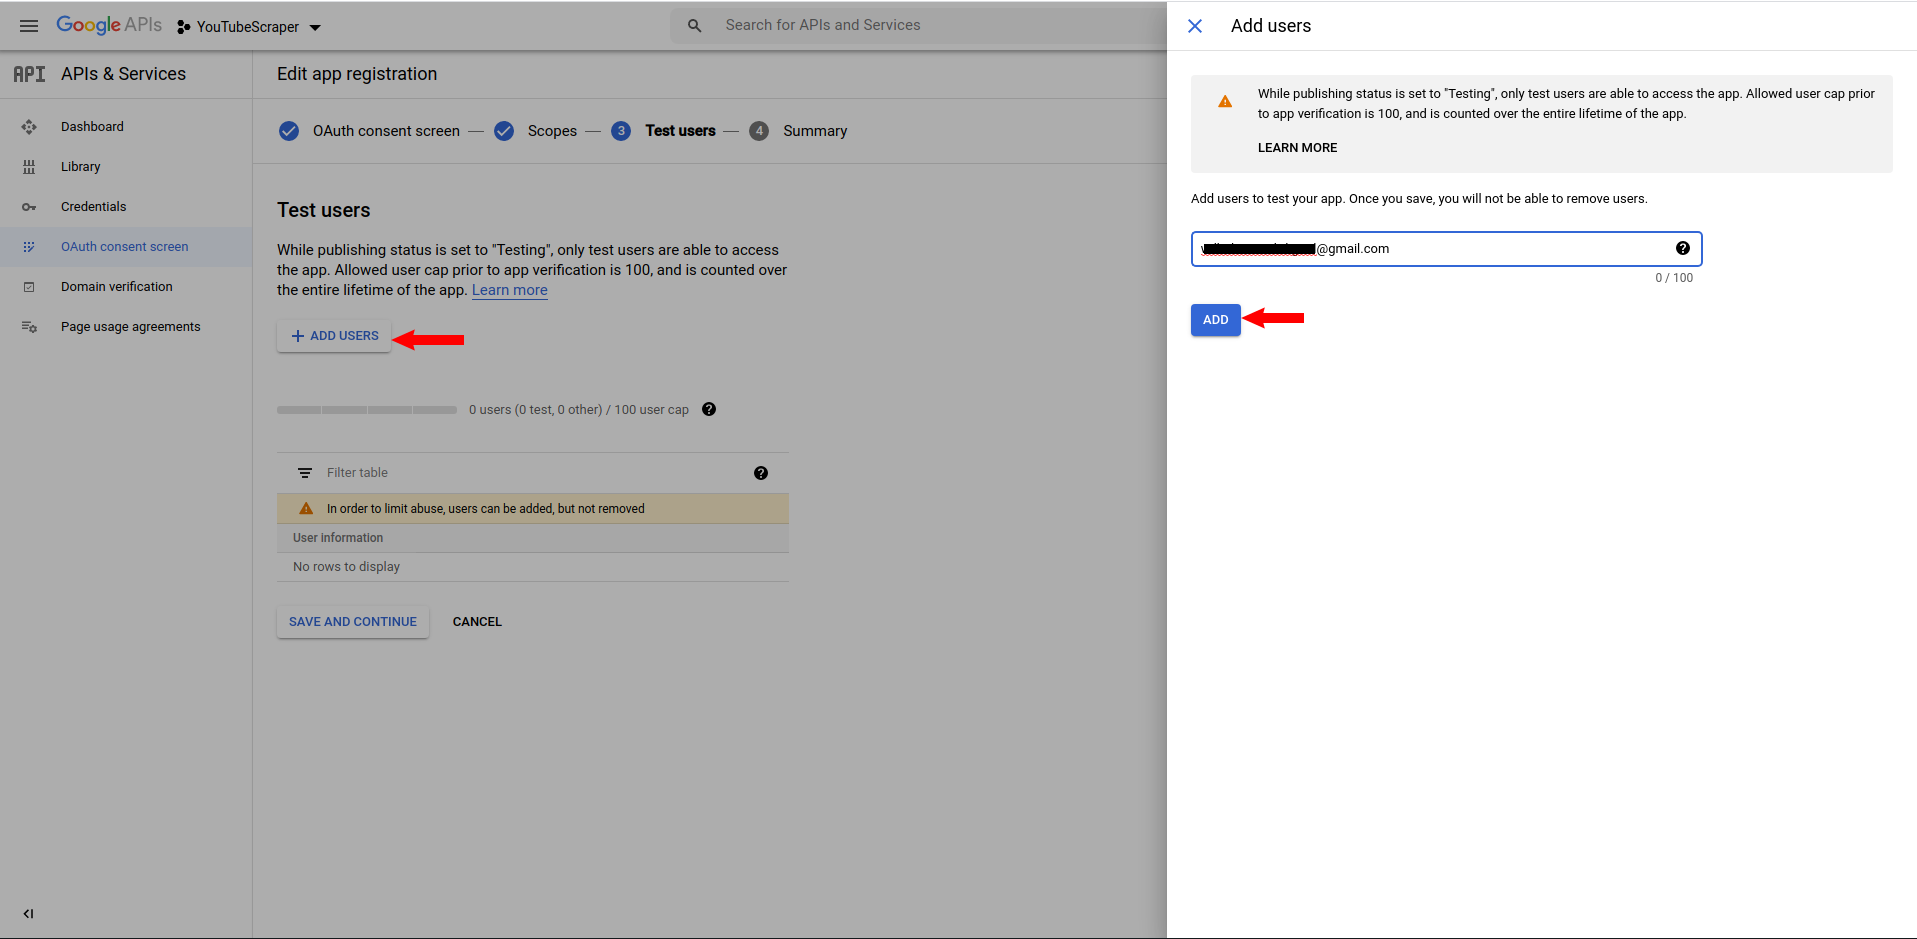 Google APIs
YouTubeScraper
Search for APIs and Services
API APIs & Services
Dashboard
Library
Credentials
OAuth consent screen
Domain verification
Page usage agreements
Edit app registration
OAuth consent screen
Scopes
3 Test users
4 Summary
Test users
While publishing status is set to "Testing", only test users are able to access
the app. Allowed user cap prior to app verification is 100, and is counted over
the entire lifetime of the app. Learn more
ADD USERS
0 users (0 test, 0 other) / 100 user cap ?
Filter table ?
In order to limit abuse, users can be added, but not removed
User information
No rows to display
SAVE AND CONTINUE
CANCEL
Add users
While publishing status is set to "Testing", only test users are able to access the app. Allowed user cap prior
to app verification is 100, and is counted over the entire lifetime of the app.
LEARN MORE
Add users to test your app. Once you save, you will not be able to remove users.
@gmail.com ?
0 / 100
ADD